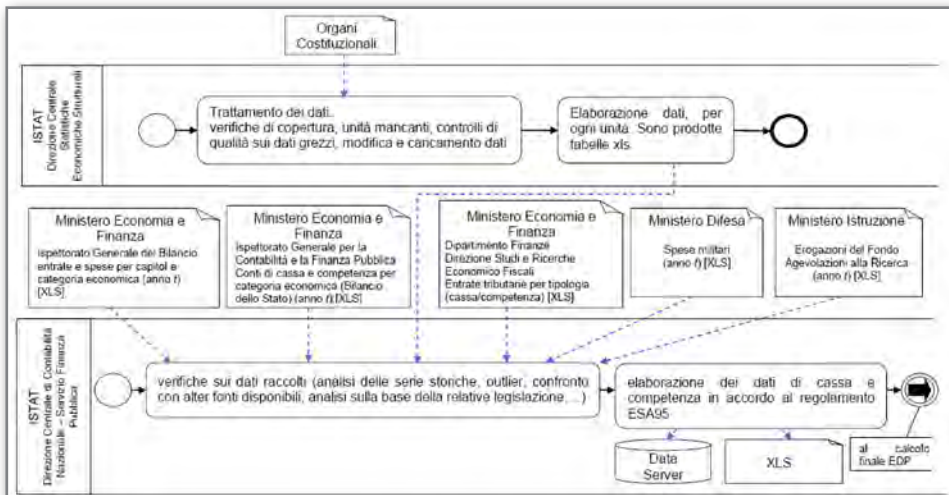 Organi
Costituzionali
ISTAT
Direzione Centrale
Statistiche
Economiche Strutturali
Trattamento dei dati.
verifiche di copertura, unità mancanti, controlli di
qualità sui dati grezzi, modifica e caricamento dati
Elaborazione dati, per
ogni unità. Sono prodotte
tabelle xls
Ministero Economia e
Finanza
Ispettorato Generale del Bilancio
entrate e spese per capitol e
categoria economica [anno t)
[XLS]
Ministero Economia e
Finanza
Ispettorato Generale per la
Contabilità e la Finanza Pubblica
Conti di cassa e competenza per
categoria economica (Bilancio
dello Stato) (anno t) [XLS]
Ministero Economia e
Finanza
Dipartimento Finanze
Direzione Studi e Ricerche
Economico Fiscali
Entrate tributarie per tipologia
(cassa/competenza) [XLS]
Ministero Difesa
Spese militari
(anno t) [XLS]
Ministero Istruzione
Erogazioni del Fondo
Agevolazioni alla Ricerca
(anno t) [XLS]
ISTAT
Direzione Centrale di Contabilità
Nazionale – Servizio Finanza
Pubblica
verifiche sui dati raccolti (analisi delle serie storiche, outlier, confronto
con alter fonti disponibili, analisi sulla base della relative legislazione,...)
elaborazione dei dati di cassa e
competenza in accordo al regolamento
ESA95
Data
Server
XLS
al calcolo
finale EDP